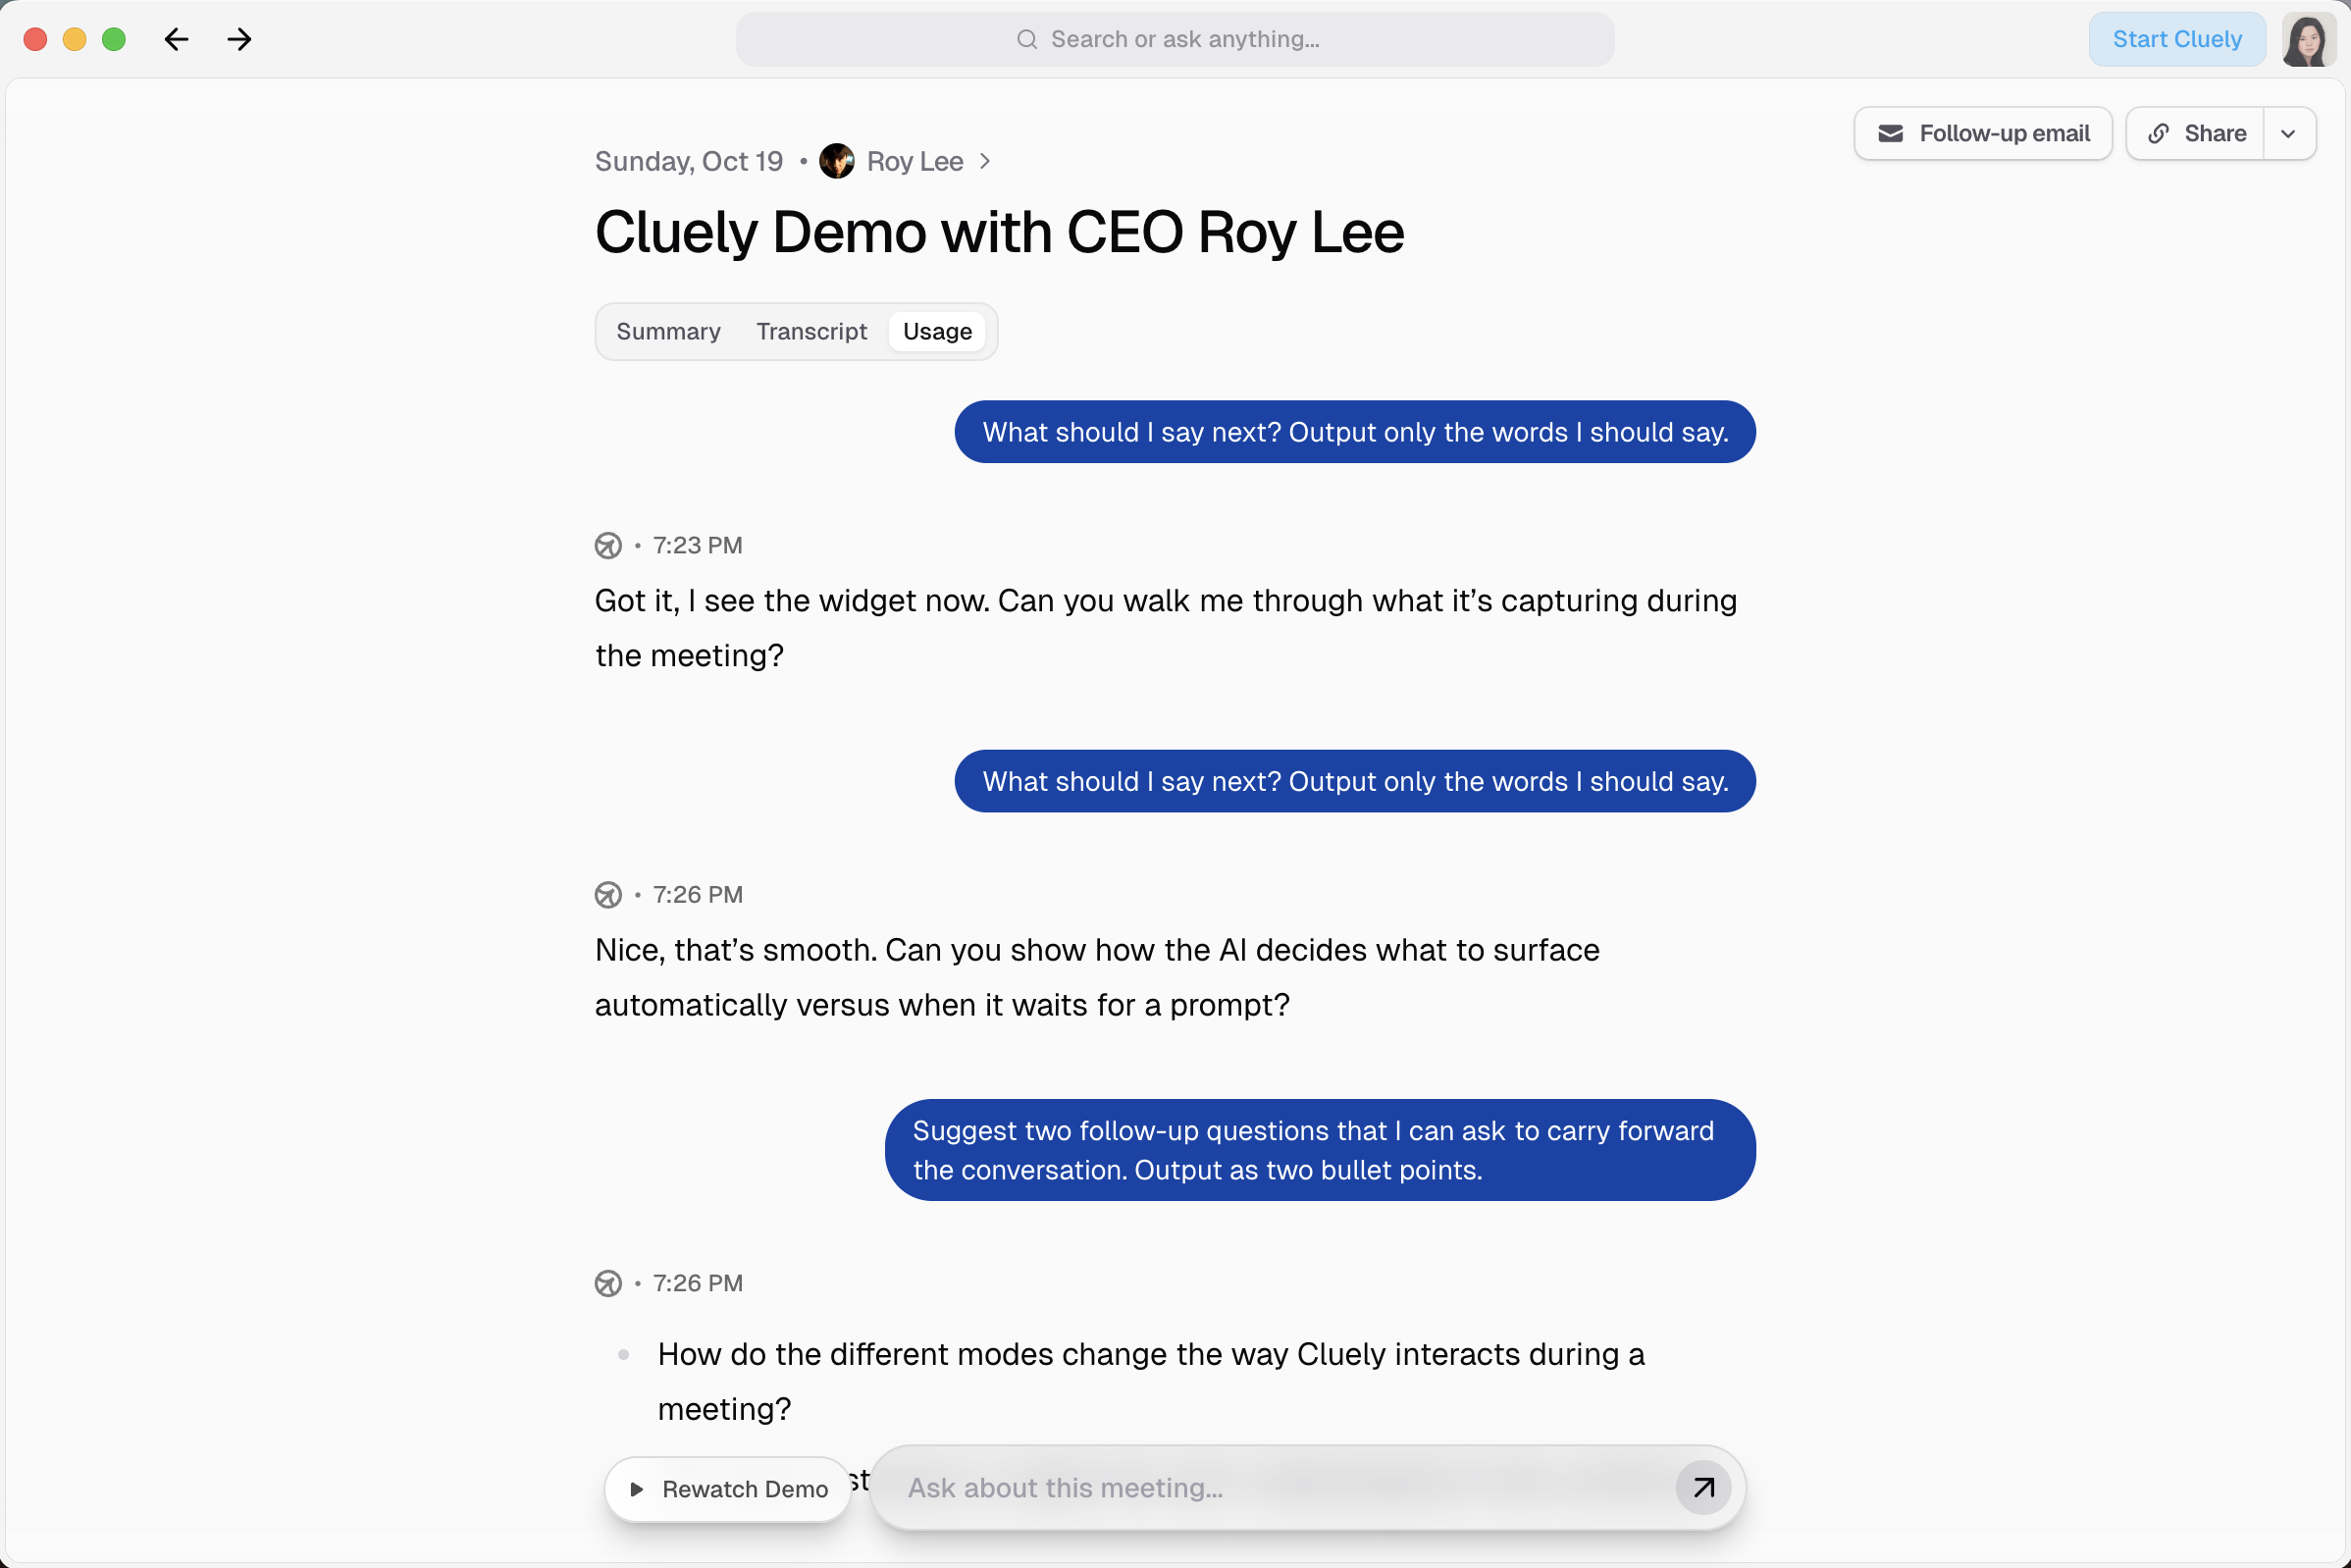 Search or ask anything...
Start Cluely
Follow-up email
Share
Sunday, Oct 19 • Roy Lee
Cluely Demo with CEO Roy Lee
Summary
Transcript
Usage
What should I say next? Output only the words I should say.
• 7:23 PM
Got it, I see the widget now. Can you walk me through what it’s capturing during
the meeting?
What should I say next? Output only the words I should say.
• 7:26 PM
Nice, that’s smooth. Can you show how the AI decides what to surface
automatically versus when it waits for a prompt?
Suggest two follow-up questions that I can ask to carry forward
the conversation. Output as two bullet points.
• 7:26 PM
• How do the different modes change the way Cluely interacts during a
meeting?
Rewatch Demo
Ask about this meeting...